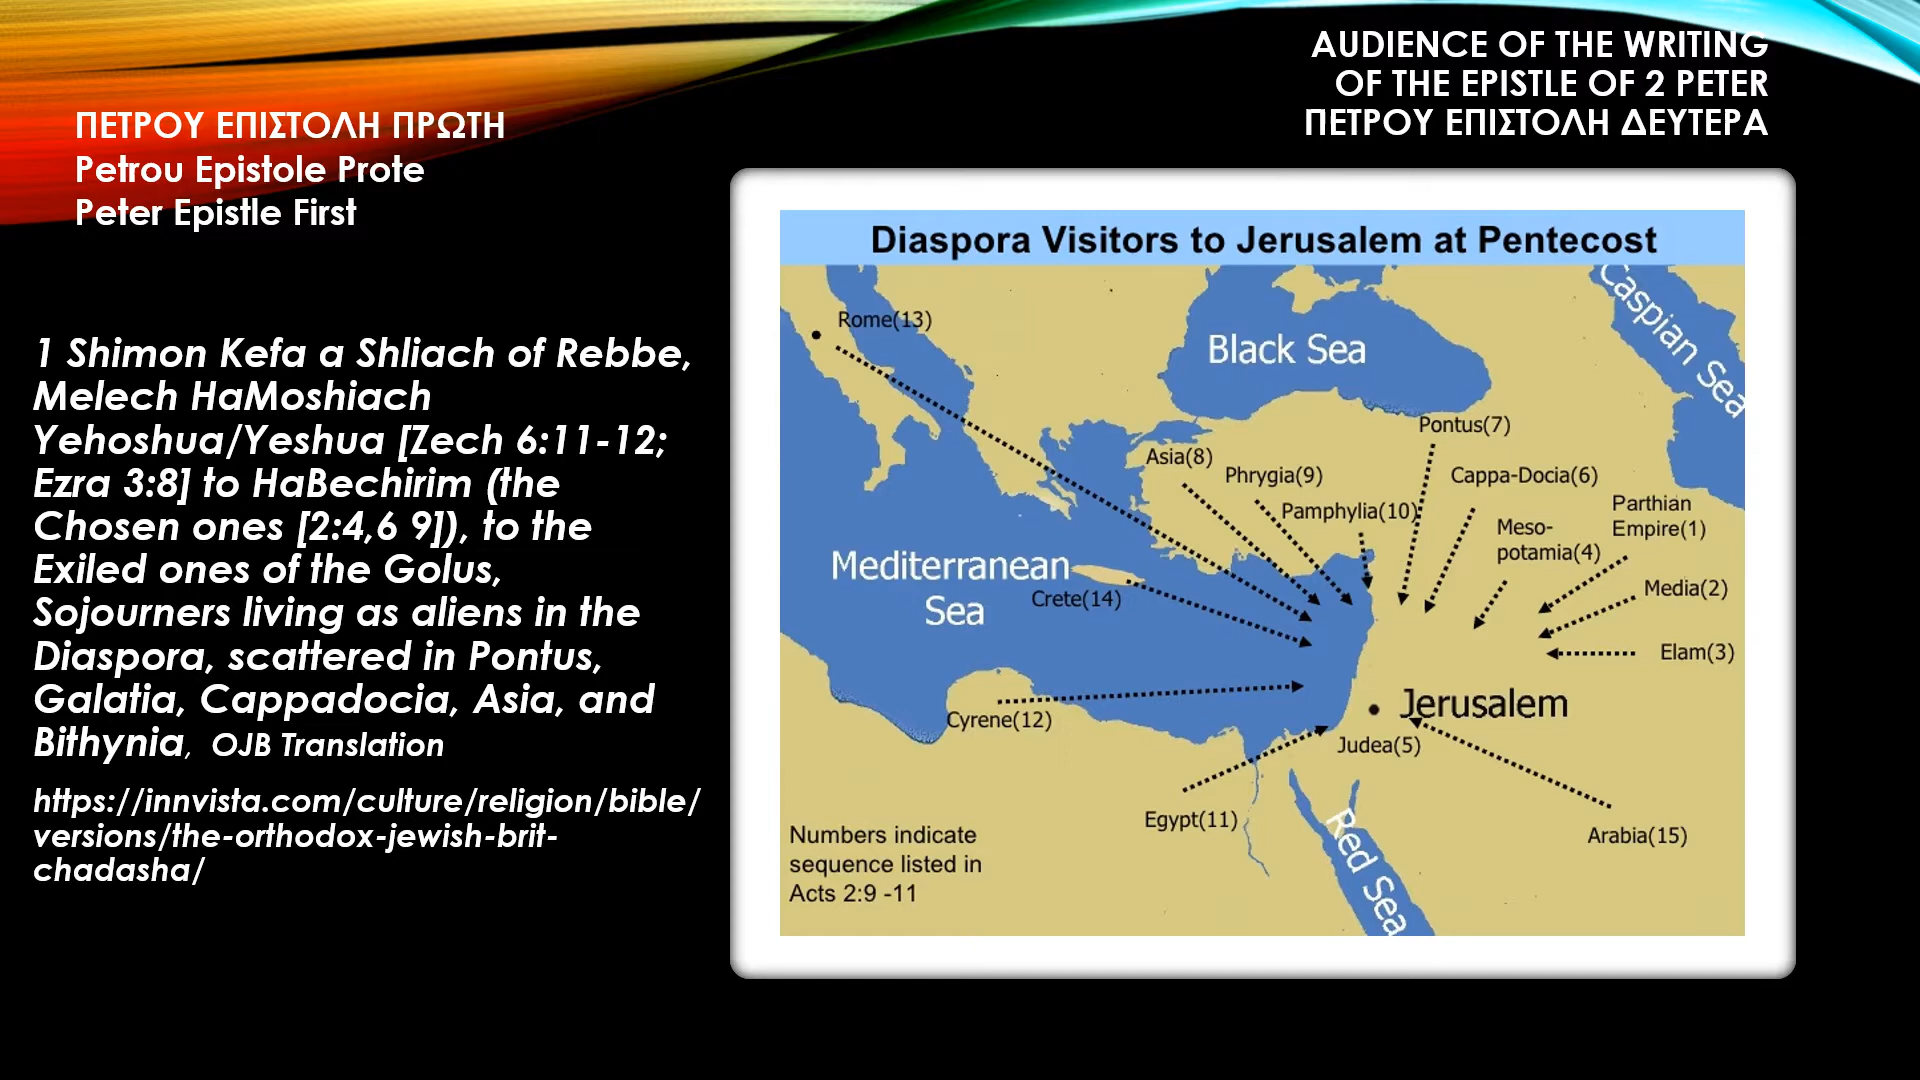 AUDIENCE OF THE WRITING
OF THE EPISTLE OF 2 PETER
ΠΕΤΡΟΥ ΕΠΙΣΤΟΛΗ ΔΕΥΤΕΡΑ
ΠΕΤΡΟΥ ΕΠΙΣΤΟΛΗ ΠΡΩΤΗ
Petrou Epistole Prote
Peter Epistle First
1 Shimon Kefa a Shliach of Rebbe,
Melech HaMoshiach
Yehoshua/Yeshua [Zech 6:11-12;
Ezra 3:8] to HaBechirim (the
Chosen ones [2:4,6 9]), to the
Exiled ones of the Golus,
Sojourners living as aliens in the
Diaspora, scattered in Pontus,
Galatia, Cappadocia, Asia, and
Bithynia, OJB Translation
https://innvista.com/culture/religion/bible/
versions/the-orthodox-jewish-brit-
chadasha/
Diaspora Visitors to Jerusalem at Pentecost
Caspian Sea
Rome(13)
Black Sea
Pontus(7)
Asia(8)
Phrygia(9)
Cappa-Docia(6)
Pamphylia(10)
Parthian
Empire(1)
Meso-
potamia(4)
Mediterranean
Sea
Crete(14)
Media(2)
Elam(3)
Jerusalem
Cyrene(12)
Judea(5)
Egypt(11)
Red Sea
Arabia(15)
Numbers indicate
sequence listed in
Acts 2:9 -11